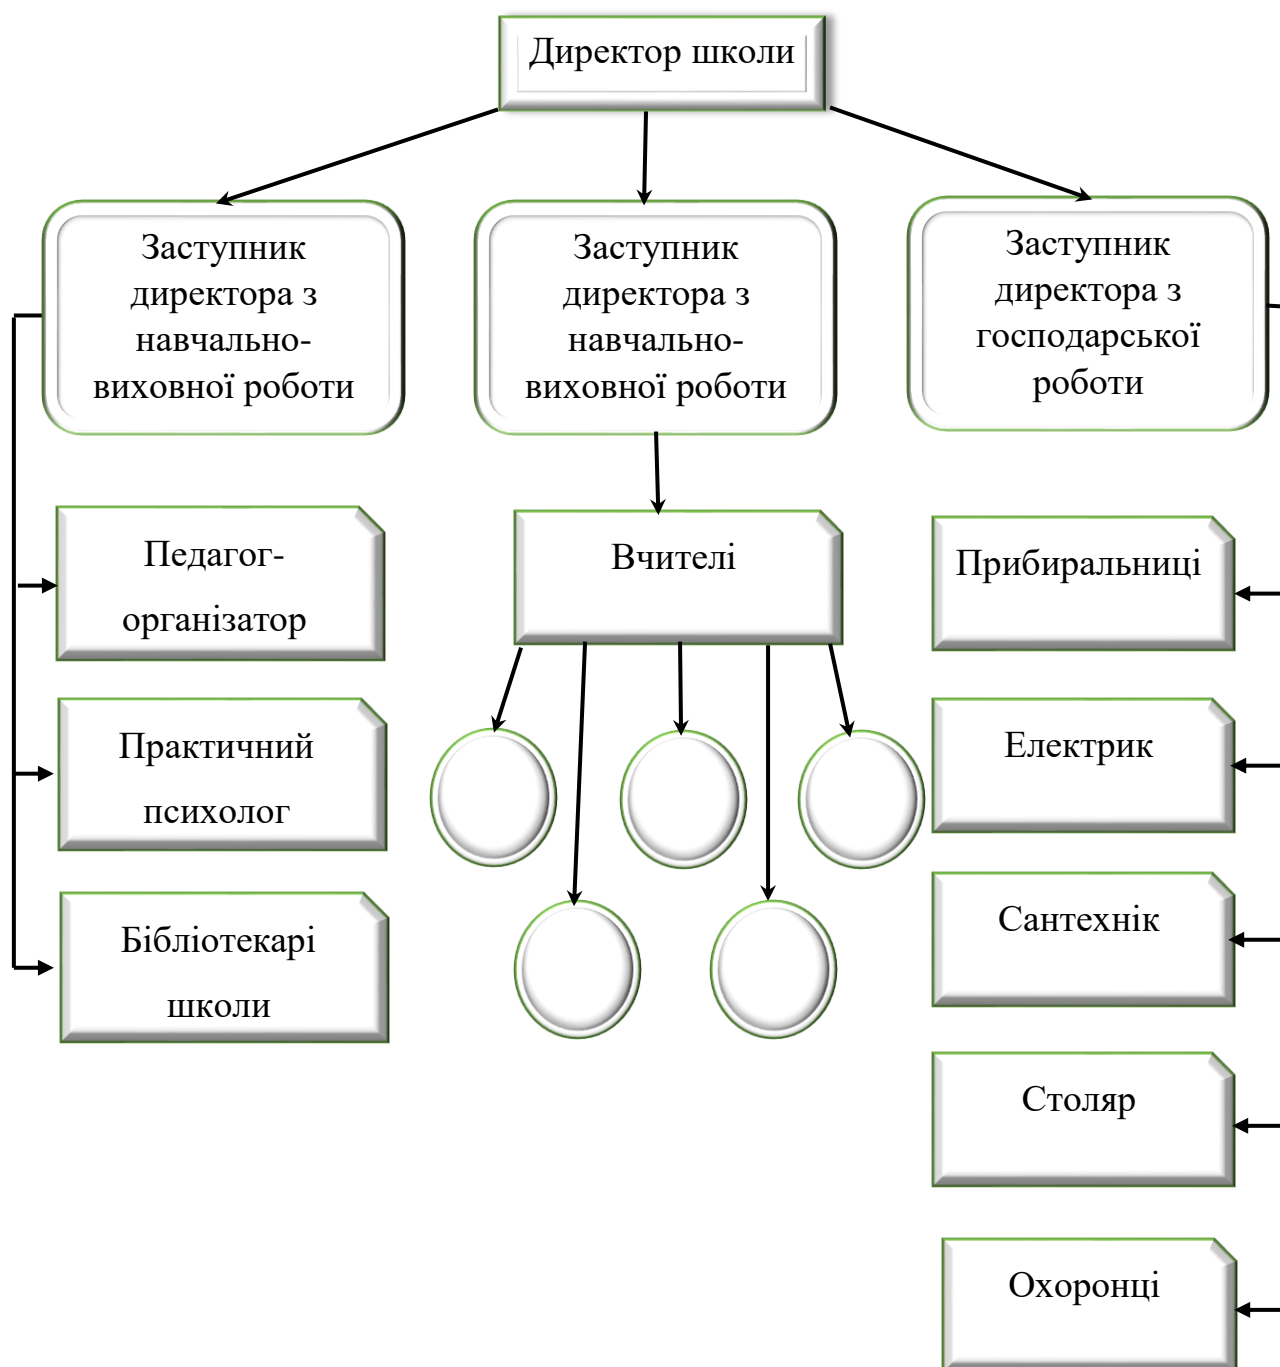 Директор школи
Заступник
директора з
навчально-
виховної роботи
Заступник
директора з
навчально-
виховної роботи
Заступник
директора з
господарської
роботи
Педагог-
організатор
Практичний
психолог
Бібліотекарі
школи
Вчителі
Прибиральниці
Електрик
Сантехнік
Столяр
Охоронці